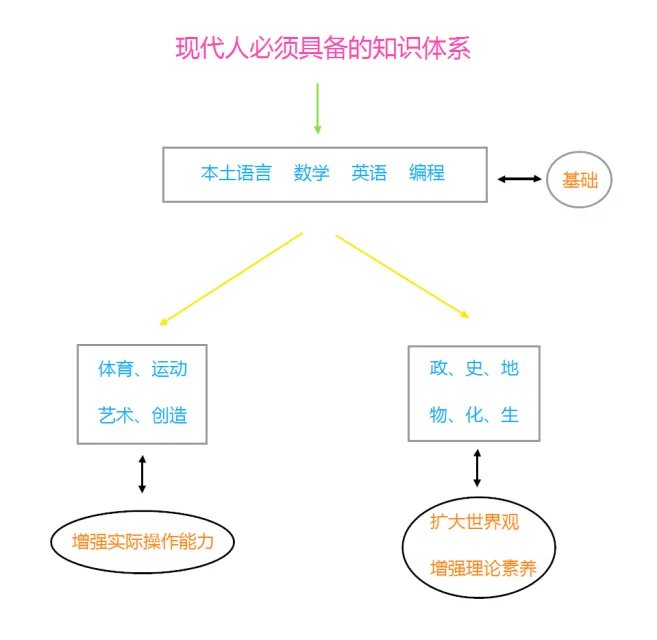 现代人必须具备的知识体系
本土语言 数学 英语 编程
基础
体育、运动
艺术、创造
政、史、地
物、化、生
增强实际操作能力
扩大世界观
增强理论素养